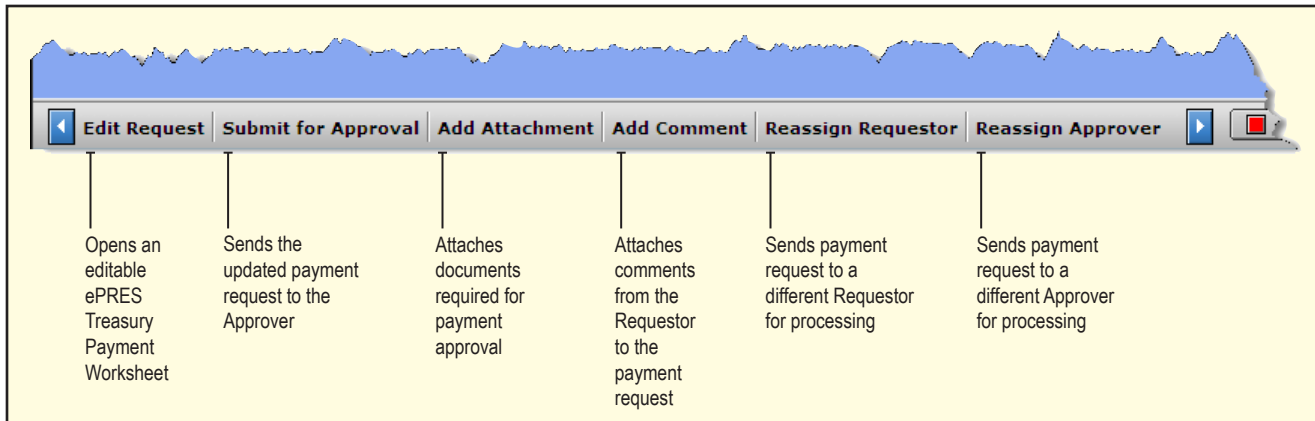 Edit Request Submit for Approval Add Attachment Add Comment Reassign Requestor Reassign Approver
Opens an
editable
ePRES
Treasury
Payment
Worksheet
Sends the
updated payment
request to the
Approver
Attaches
documents
required for
payment
approval
Attaches
comments
from the
Requestor
to the
payment
request
Sends payment
request to a
different Requestor
for processing
Sends payment
request to a
different Approver
for processing